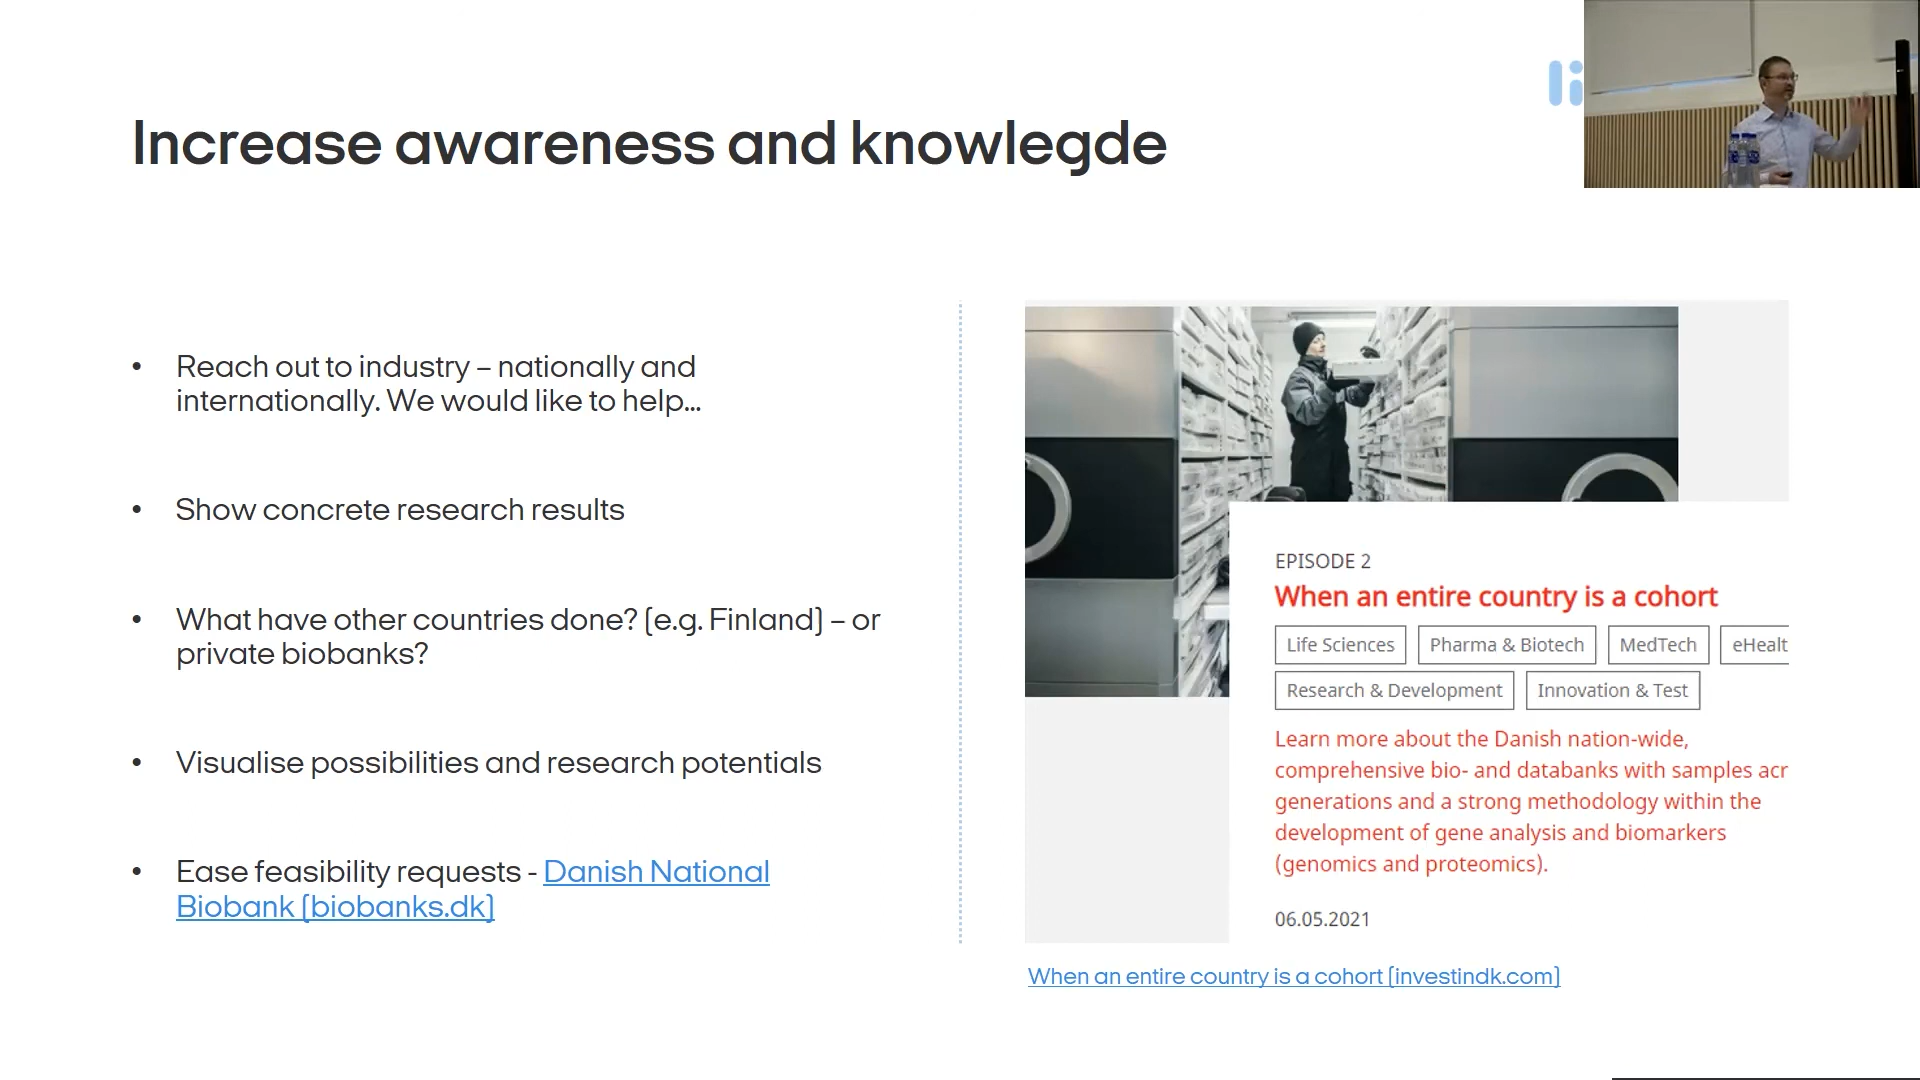 Increase awareness and knowlegde
• Reach out to industry – nationally and
internationally. We would like to help...
• Show concrete research results
• What have other countries done? (e.g. Finland) – or
private biobanks?
• Visualise possibilities and research potentials
• Ease feasibility requests - Danish National
Biobank (biobanks.dk)
li
EPISODE 2
When an entire country is a cohort
Life Sciences Pharma & Biotech MedTech eHealt
Research & Development Innovation & Test
Learn more about the Danish nation-wide,
comprehensive bio- and databanks with samples acr
generations and a strong methodology within the
development of gene analysis and biomarkers
(genomics and proteomics).
06.05.2021
When an entire country is a cohort (investindk.com)